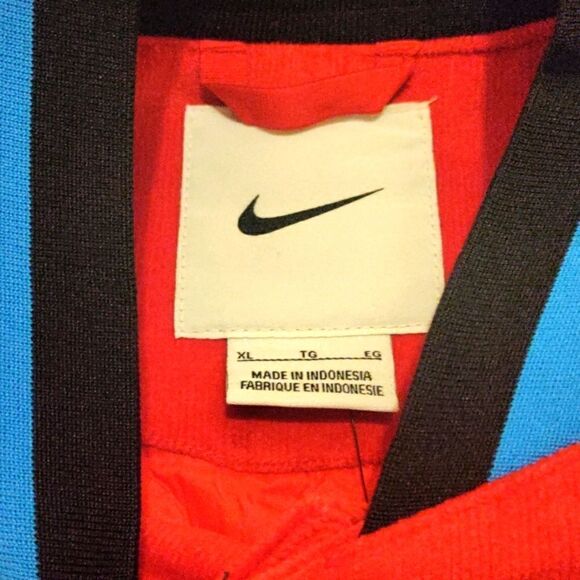 XL TG EG
MADE IN INDONESIA
FABRIQUE EN INDONESIE